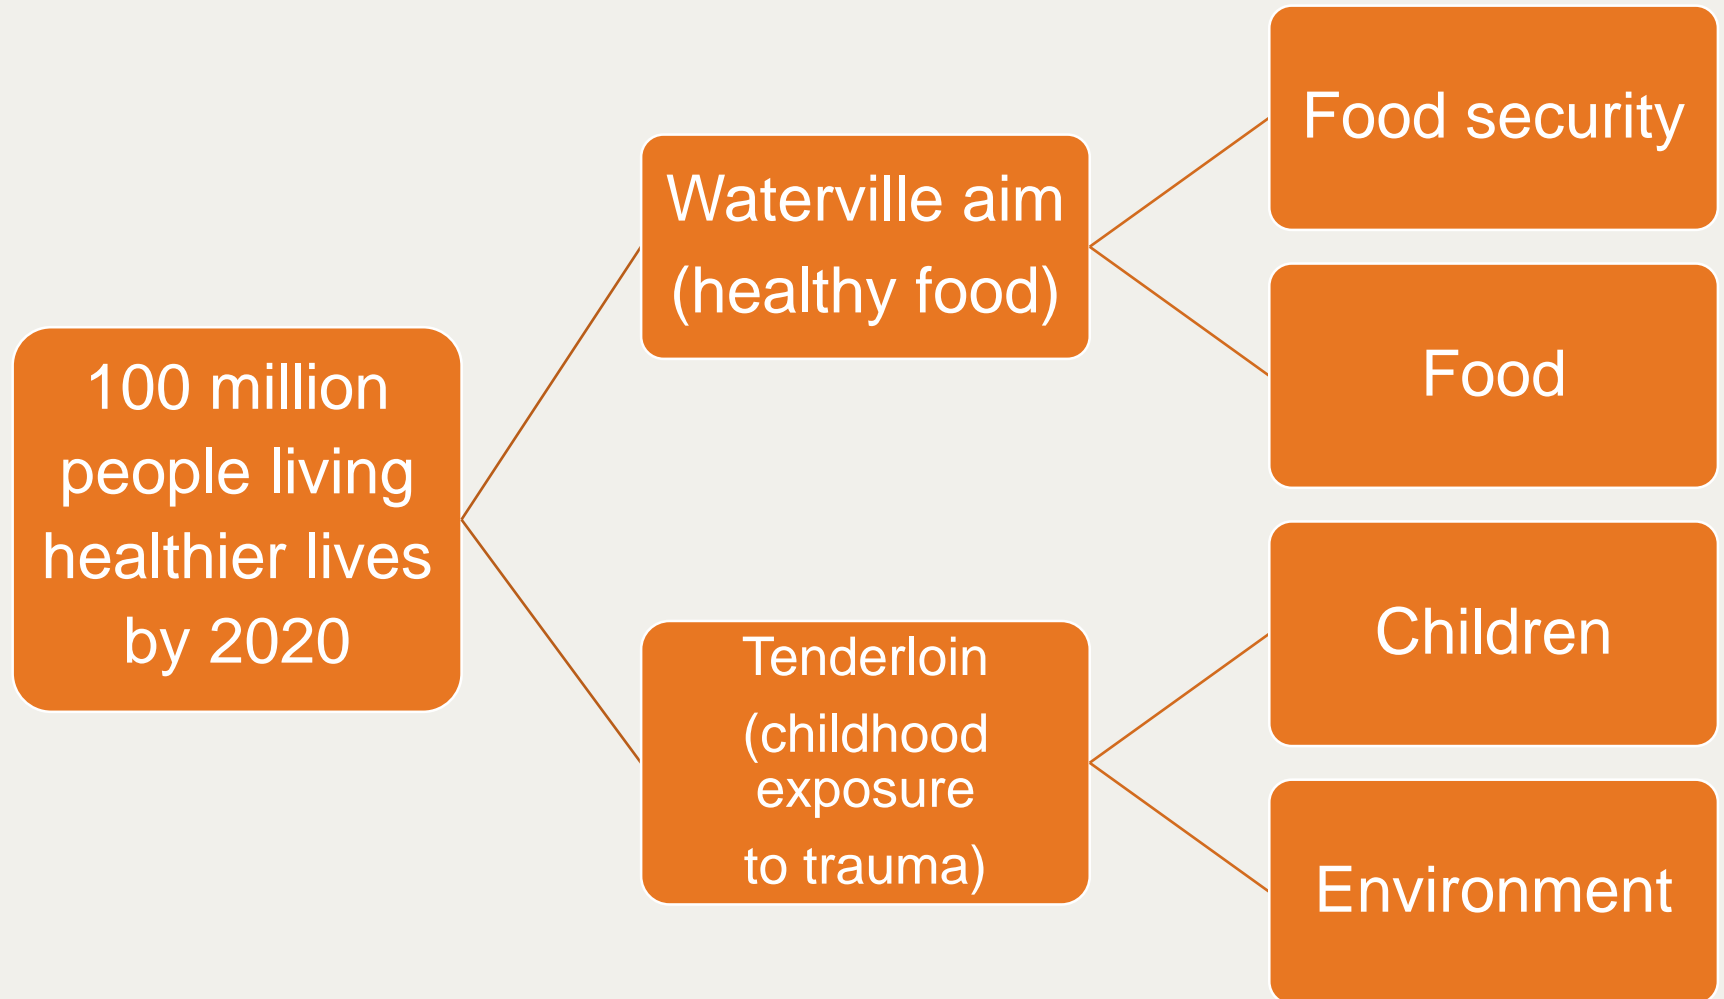 100 million
people living
healthier lives
by 2020
Waterville aim
(healthy food)
Tenderloin
(childhood
exposure
to trauma)
Food security
Food
Children
Environment